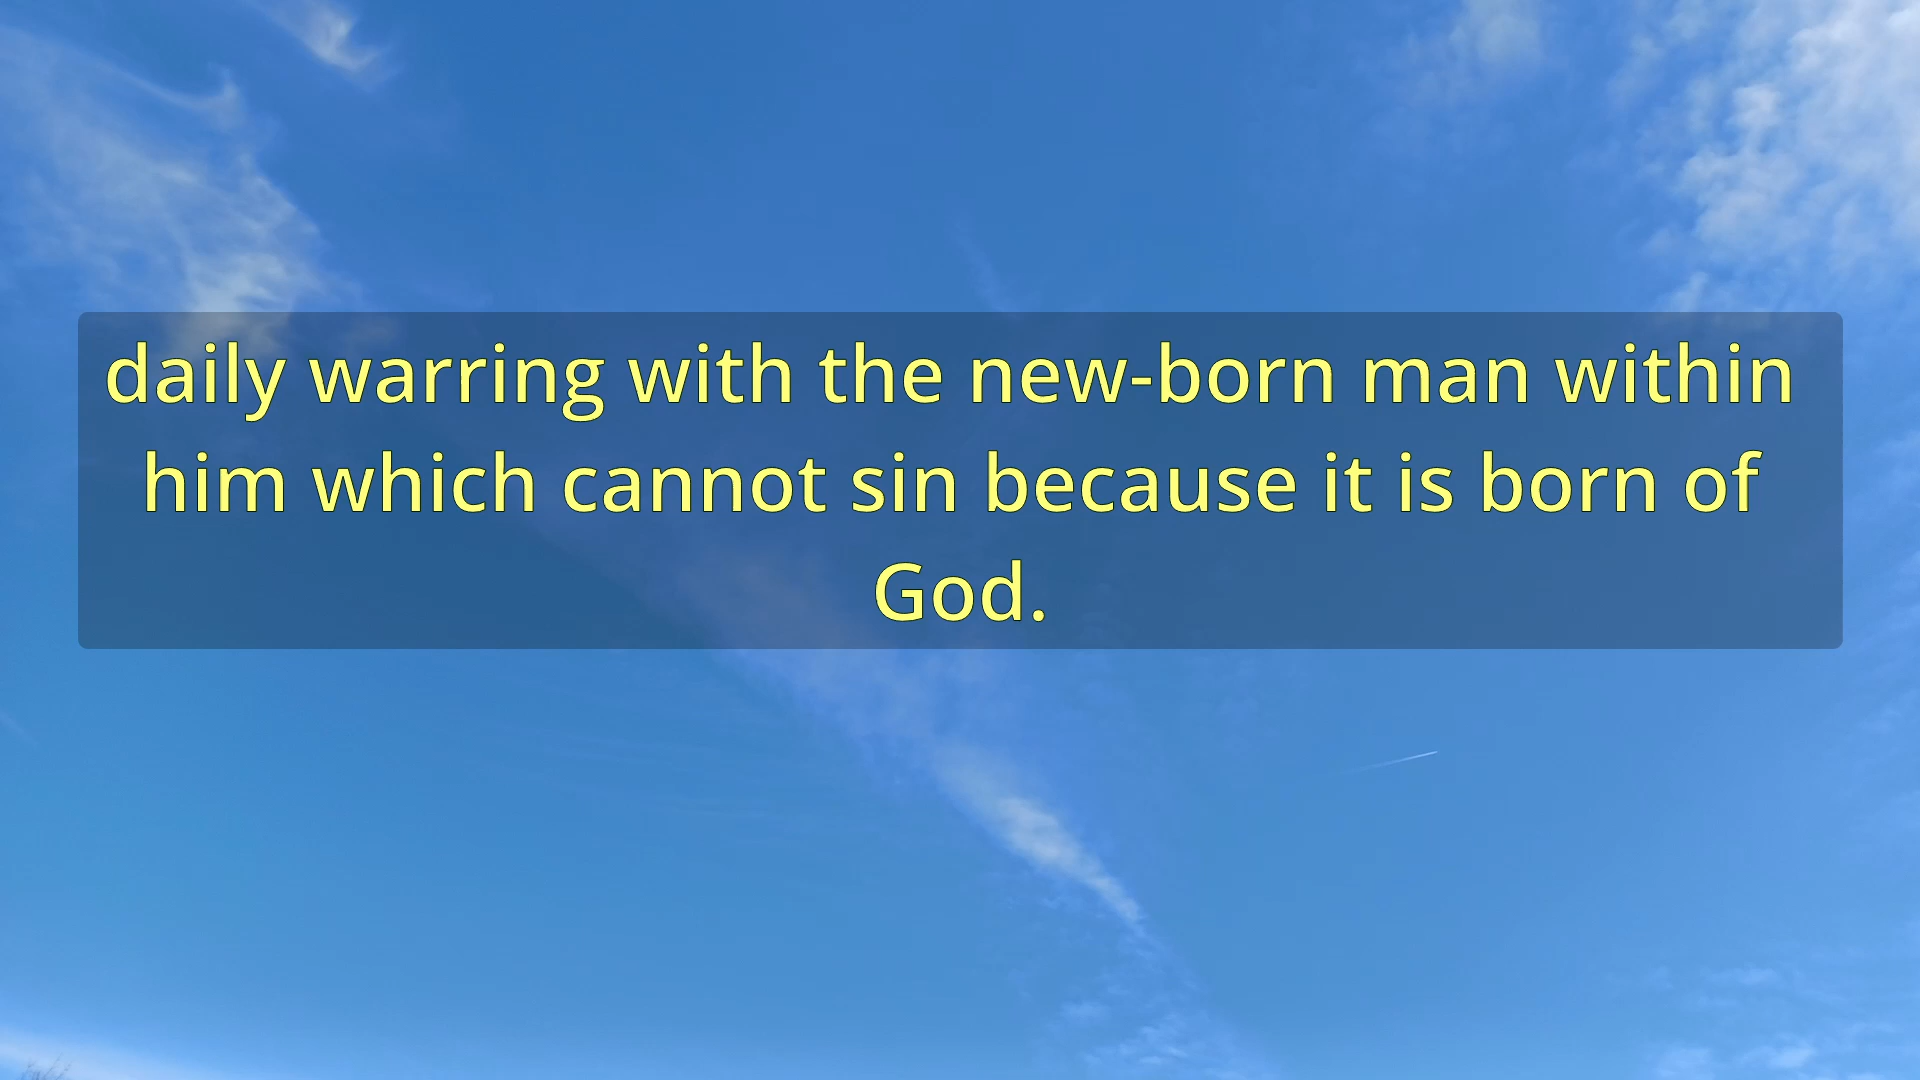 daily warring with the new-born man within
him which cannot sin because it is born of
God.